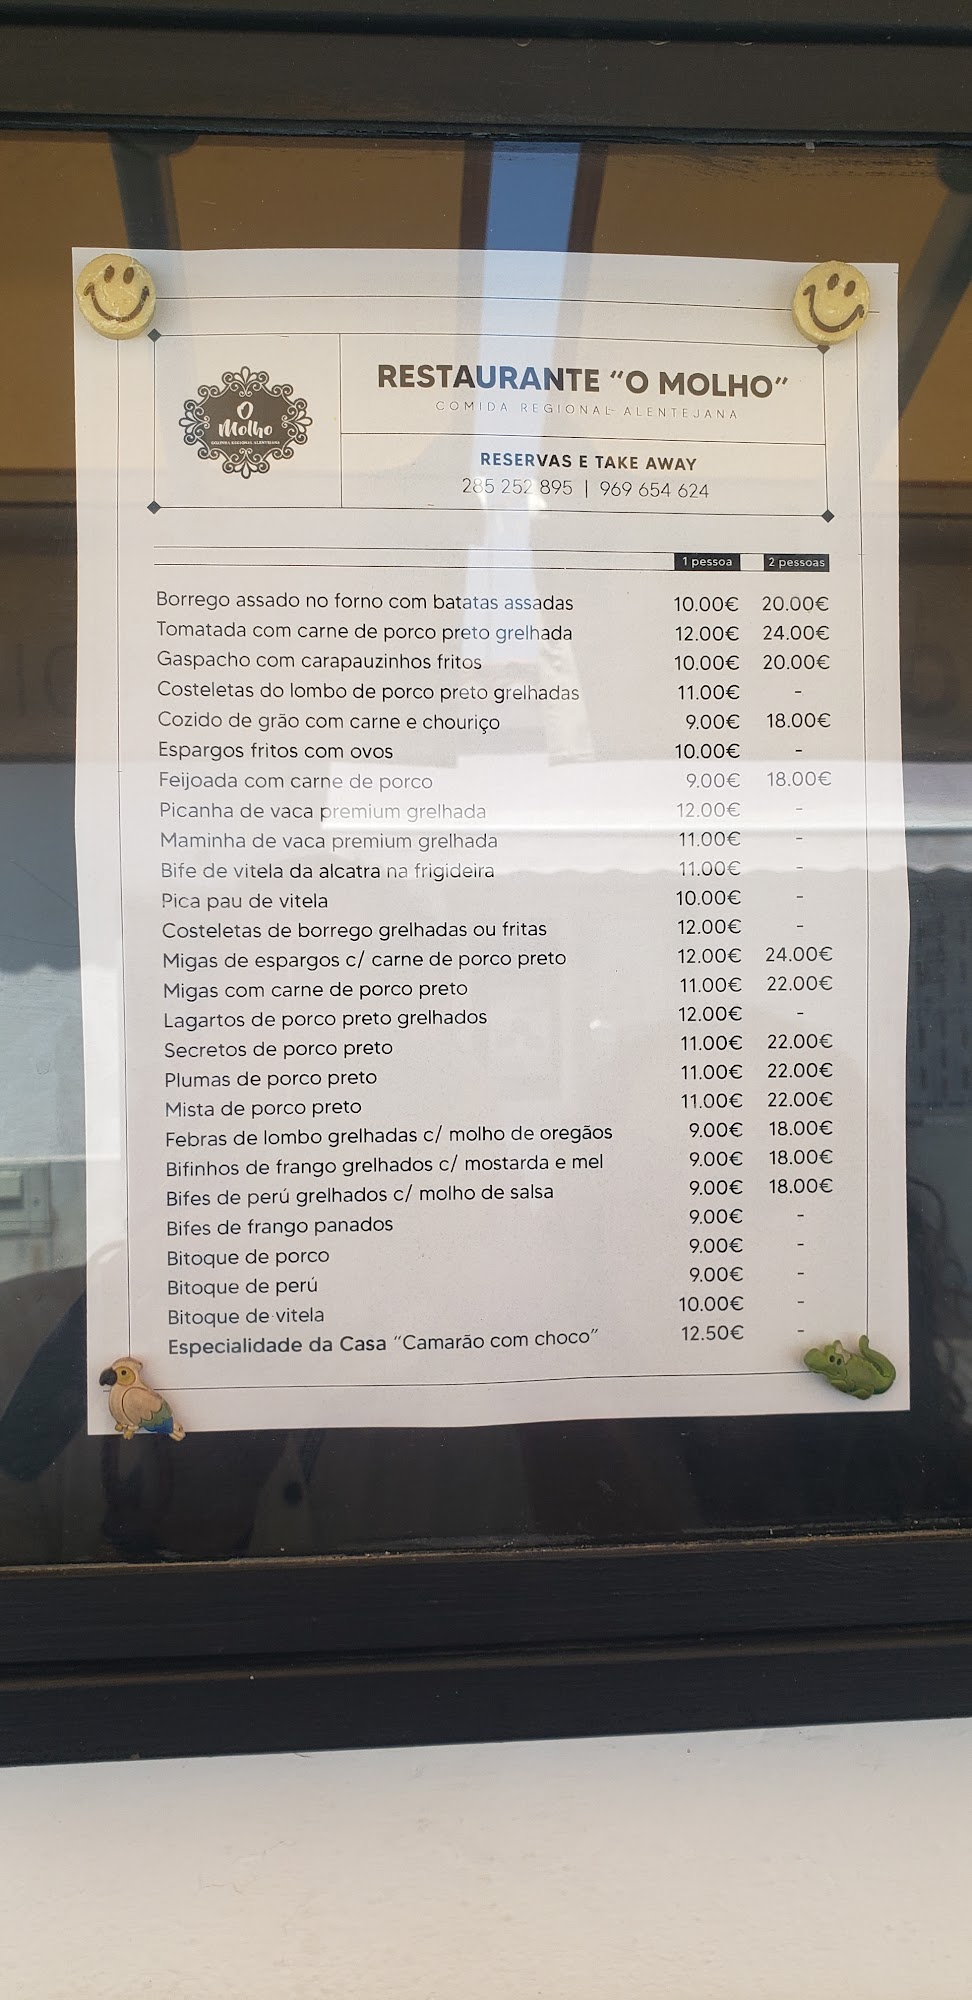 O
Molho
COZINHA REGIONAL ALENTEJANA
RESTAURANTE "O MOLHO"
COMIDA REGIONAL ALENTEJANA
RESERVAS E TAKE AWAY
285 252 895 | 969 654 624
1 pessoa 2 pessoas
Borrego assado no forno com batatas assadas 10.00€ 20.00€
Tomatada com carne de porco preto grelhada 12.00€ 24.00€
Gaspacho com carapauzinhos fritos 10.00€ 20.00€
Costeletas do lombo de porco preto grelhadas 11.00€ -
Cozido de grão com carne e chouriço 9.00€ 18.00€
Espargos fritos com ovos 10.00€ -
Feijoada com carne de porco 9.00€ 18.00€
Picanha de vaca premium grelhada 12.00€ -
Maminha de vaca premium grelhada 11.00€ -
Bife de vitela da alcatra na frigideira 11.00€ -
Pica pau de vitela 10.00€ -
Costeletas de borrego grelhadas ou fritas 12.00€ -
Migas de espargos c/ carne de porco preto 12.00€ 24.00€
Migas com carne de porco preto 11.00€ 22.00€
Lagartos de porco preto grelhados 12.00€ -
Secretos de porco preto 11.00€ 22.00€
Plumas de porco preto 11.00€ 22.00€
Mista de porco preto 11.00€ 22.00€
Febras de lombo grelhadas c/ molho de oregãos 9.00€ 18.00€
Bifinhos de frango grelhados c/ mostarda e mel 9.00€ 18.00€
Bifes de perú grelhados c/ molho de salsa 9.00€ 18.00€
Bifes de frango panados 9.00€ -
Bitoque de porco 9.00€ -
Bitoque de perú 9.00€ -
Bitoque de vitela 10.00€ -
Especialidade da Casa "Camarão com choco" 12.50€ -